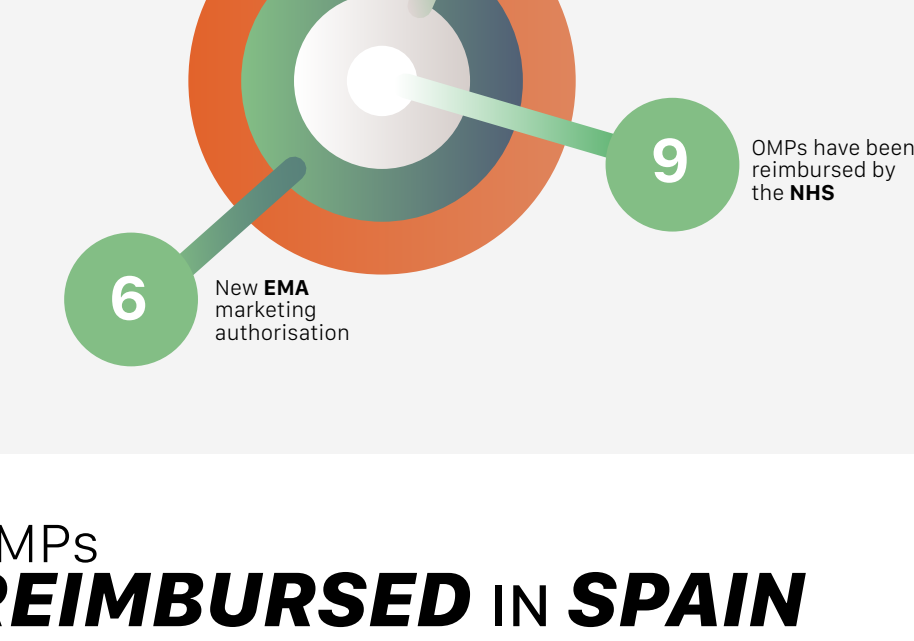 9
OMPs have been
reimbursed by
the NHS
6
New EMA
marketing
authorisation
MPs
REIMBURSED IN SPAIN